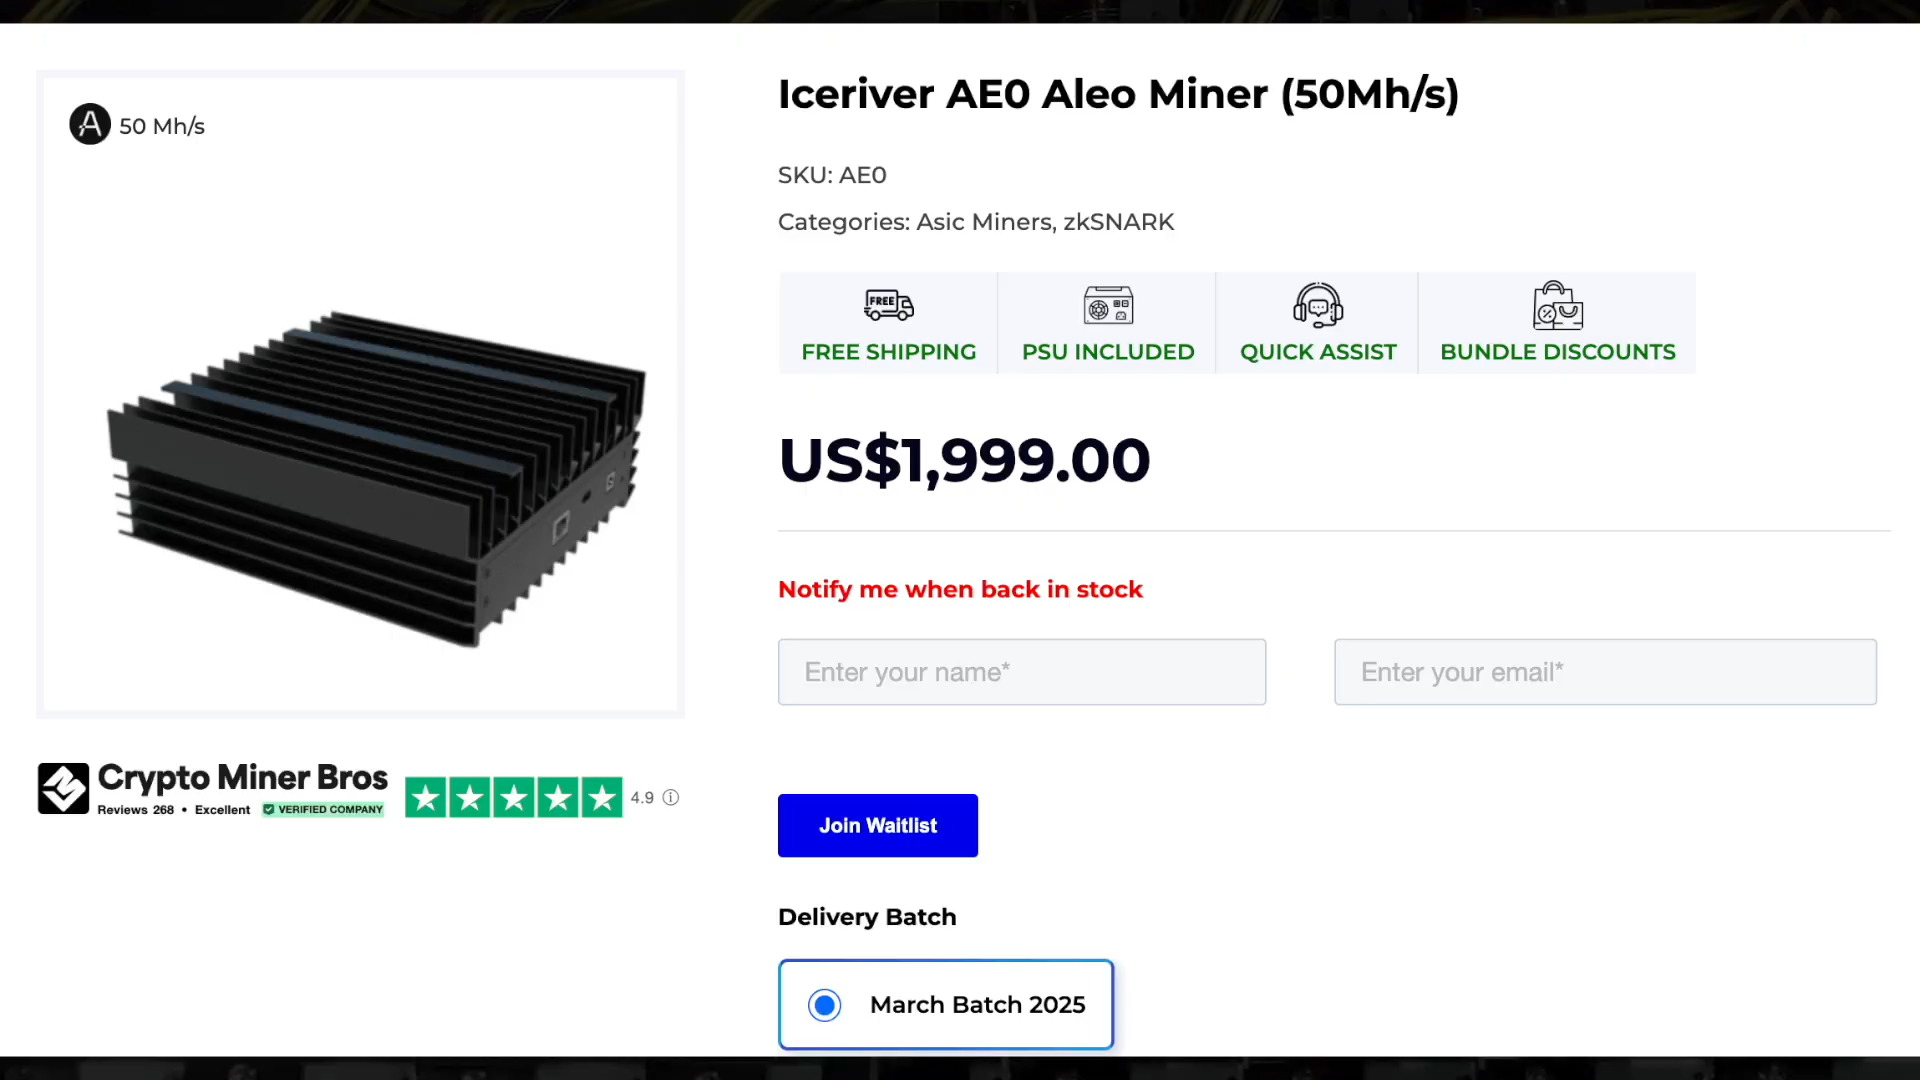 50 Mh/s
Iceriver AE0 Aleo Miner (50Mh/s)
SKU: AE0
Categories: Asic Miners, zkSNARK
FREE
FREE SHIPPING
PSU INCLUDED
QUICK ASSIST
BUNDLE DISCOUNTS
US$1,999.00
Notify me when back in stock
Enter your name*
Enter your email*
Crypto Miner Bros
Reviews 268 • Excellent
VERIFIED COMPANY
4.9
Join Waitlist
Delivery Batch
March Batch 2025